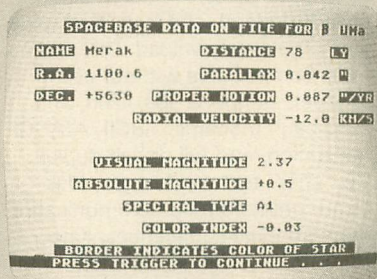 SPACEBASE DATA ON FILE FOR β UMa
NAME Merak DISTANCE 78 LY
R.A. 1100.6 PARALLAX 0.042 "
DEC. +5630 PROPER MOTION 0.087 "/YR
RADIAL VELOCITY -12.0 KM/S
VISUAL MAGNITUDE 2.37
ABSOLUTE MAGNITUDE +0.5
SPECTRAL TYPE A1
COLOR INDEX -0.03
BORDER INDICATES COLOR OF STAR
PRESS TRIGGER TO CONTINUE . . .